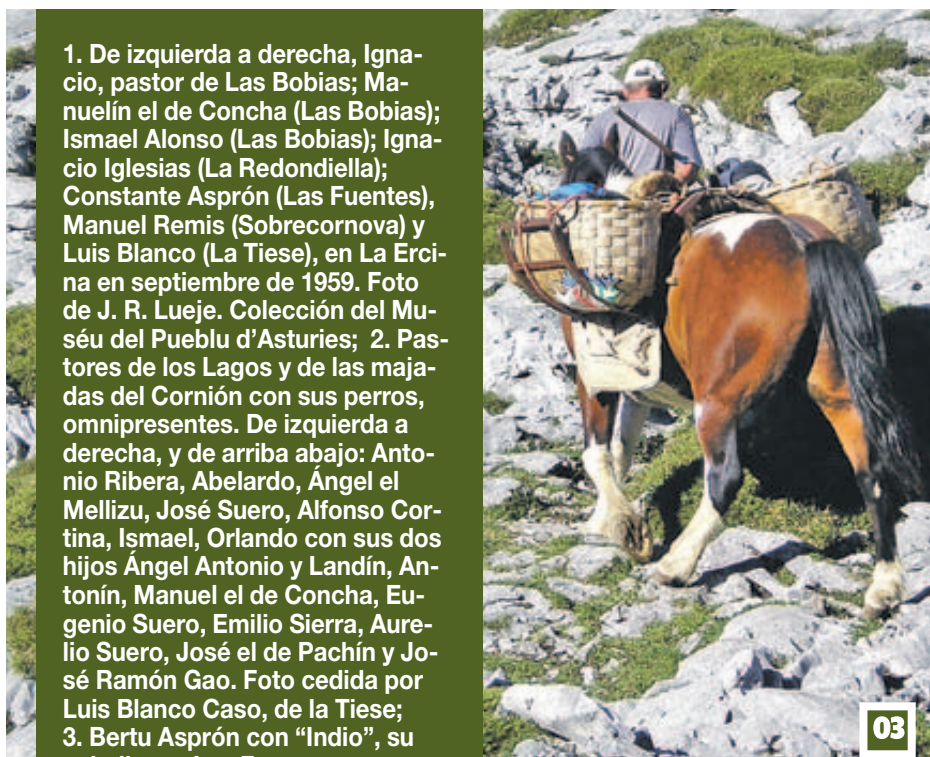 1. De izquierda a derecha, Igna-
cio, pastor de Las Bobias; Ma-
nuelín el de Concha (Las Bobias);
Ismael Alonso (Las Bobias); Igna-
cio Iglesias (La Redondiella);
Constante Asprón (Las Fuentes),
Manuel Remis (Sobrecornova) y
Luis Blanco (La Tiese), en La Erci-
na en septiembre de 1959. Foto
de J. R. Lueje. Colección del Mu-
séu del Pueblu d'Asturies; 2. Pas-
tores de los Lagos y de las maja-
das del Cornión con sus perros,
omnipresentes. De izquierda a
derecha, y de arriba abajo: Anto-
nio Ribera, Abelardo, Ángel el
Mellizu, José Suero, Alfonso Cor-
tina, Ismael, Orlando con sus dos
hijos Ángel Antonio y Landín, An-
tonín, Manuel el de Concha, Eu-
genio Suero, Emilio Sierra, Aure-
lio Suero, José el de Pachín y Jo-
sé Ramón Gao. Foto cedida por
Luis Blanco Caso, de la Tiese;
3. Bertu Asprón con “Indio”, su
03